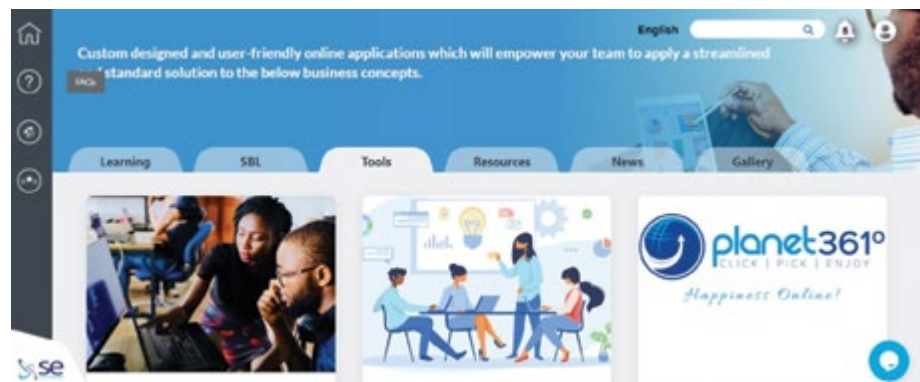 English
Custom designed and user-friendly online applications which will empower your team to apply a streamlined
standard solution to the below business concepts.
FAQs
Learning
SBL
Tools
Resources
News
Gallery
planet361º
CLICK | PICK | ENJOY
Happiness Online!
se